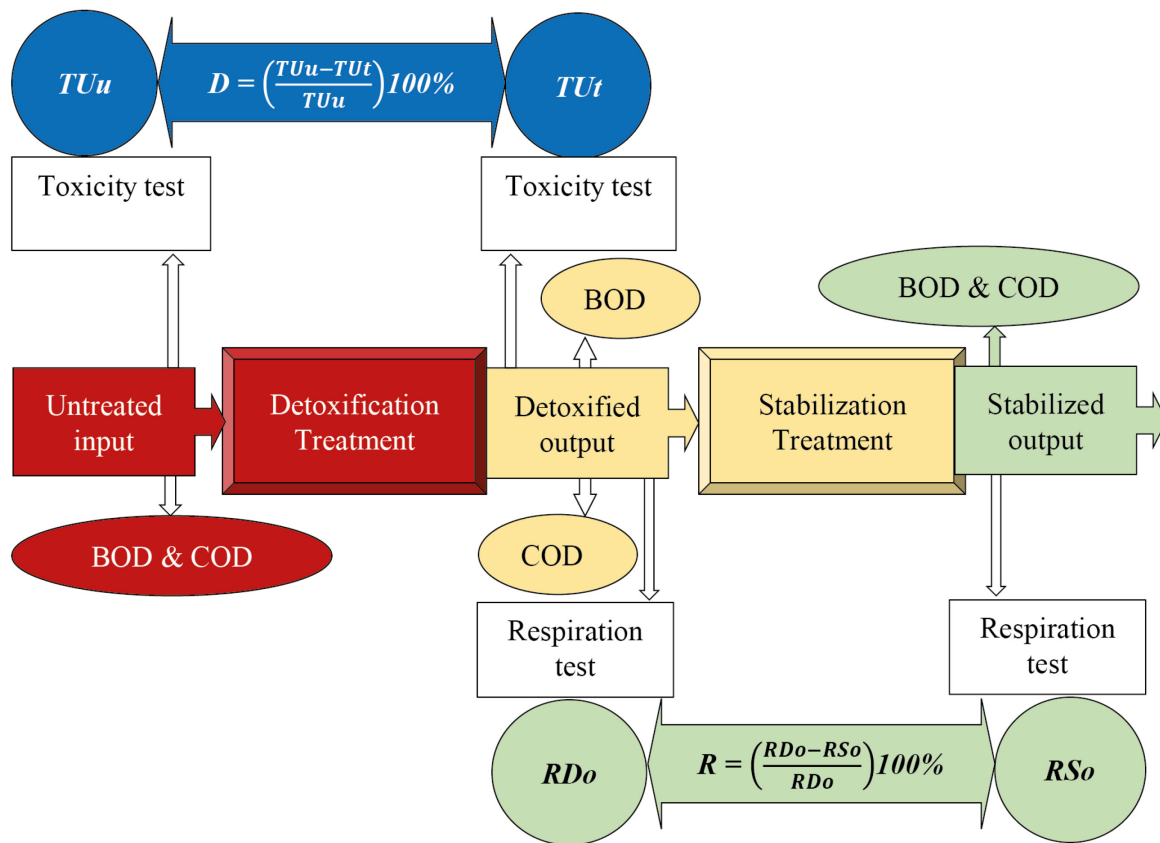 TUu
D = ((TUu−TUt)/TUu)100%
TUt
Toxicity test
Toxicity test
BOD
BOD & COD
Untreated
input
Detoxification
Treatment
Detoxified
output
Stabilization
Treatment
Stabilized
output
BOD & COD
COD
Respiration
test
Respiration
test
RDo
R = ((RDo−RSo)/RDo)100%
RSo